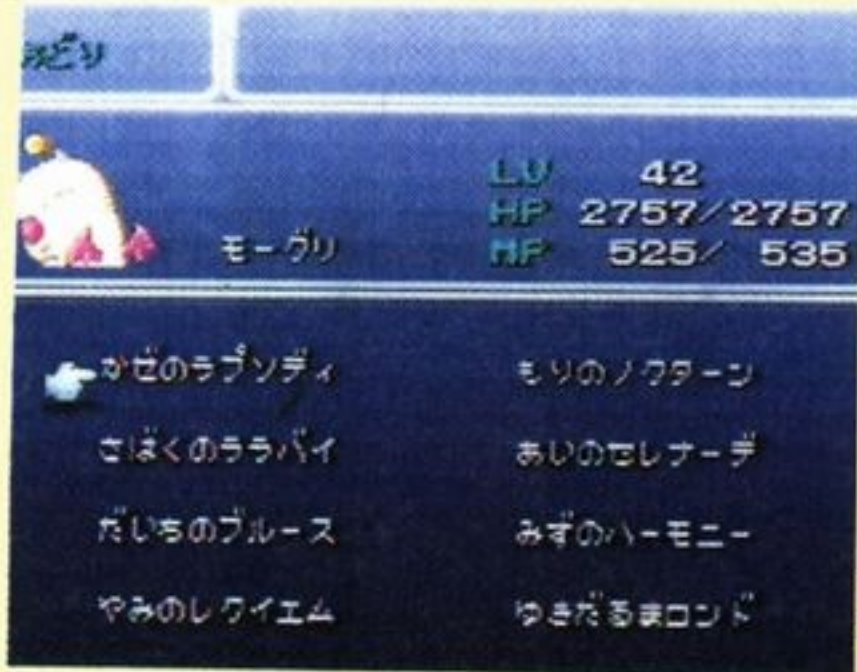 おどり
モーグリ
LV 42
HP 2757/2757
MP 525/ 535
かぜのラプソディ もりのノクターン
さばくのララバイ あいのセレナーデ
だいちのブルース みずのハーモニー
やみのレクイエム ゆきだるまロンド